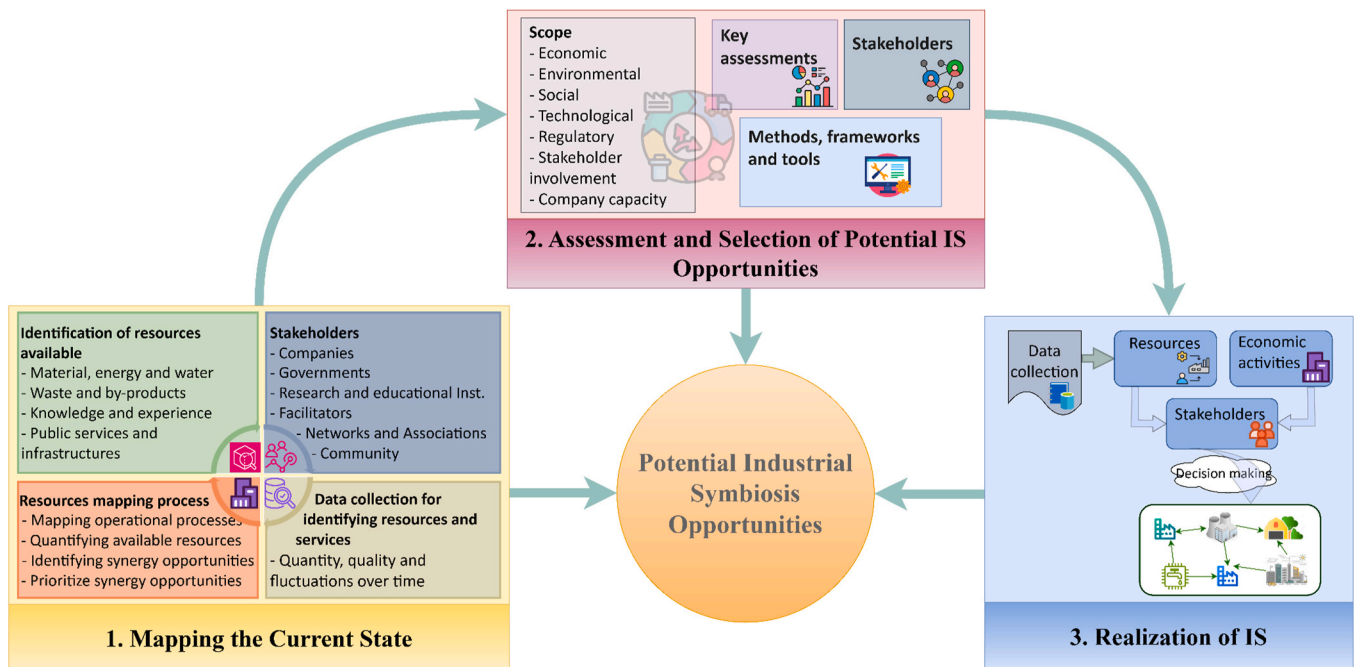 Scope
- Economic
- Environmental
- Social
- Technological
- Regulatory
- Stakeholder
involvement
- Company capacity
Key
assessments
Stakeholders
Methods, frameworks
and tools
2. Assessment and Selection of Potential IS
Opportunities
Identification of resources
available
- Material, energy and water
- Waste and by-products
- Knowledge and experience
- Public services and
infrastructures
Stakeholders
- Companies
- Governments
- Research and educational Inst.
- Facilitators
- Networks and Associations
- Community
Resources mapping process
- Mapping operational processes
- Quantifying available resources
- Identifying synergy opportunities
- Prioritize synergy opportunities
Data collection for
identifying resources and
services
- Quantity, quality and
fluctuations over time
1. Mapping the Current State
Potential Industrial
Symbiosis
Opportunities
Data
collection
Resources
Economic
activities
Stakeholders
Decision making
3. Realization of IS